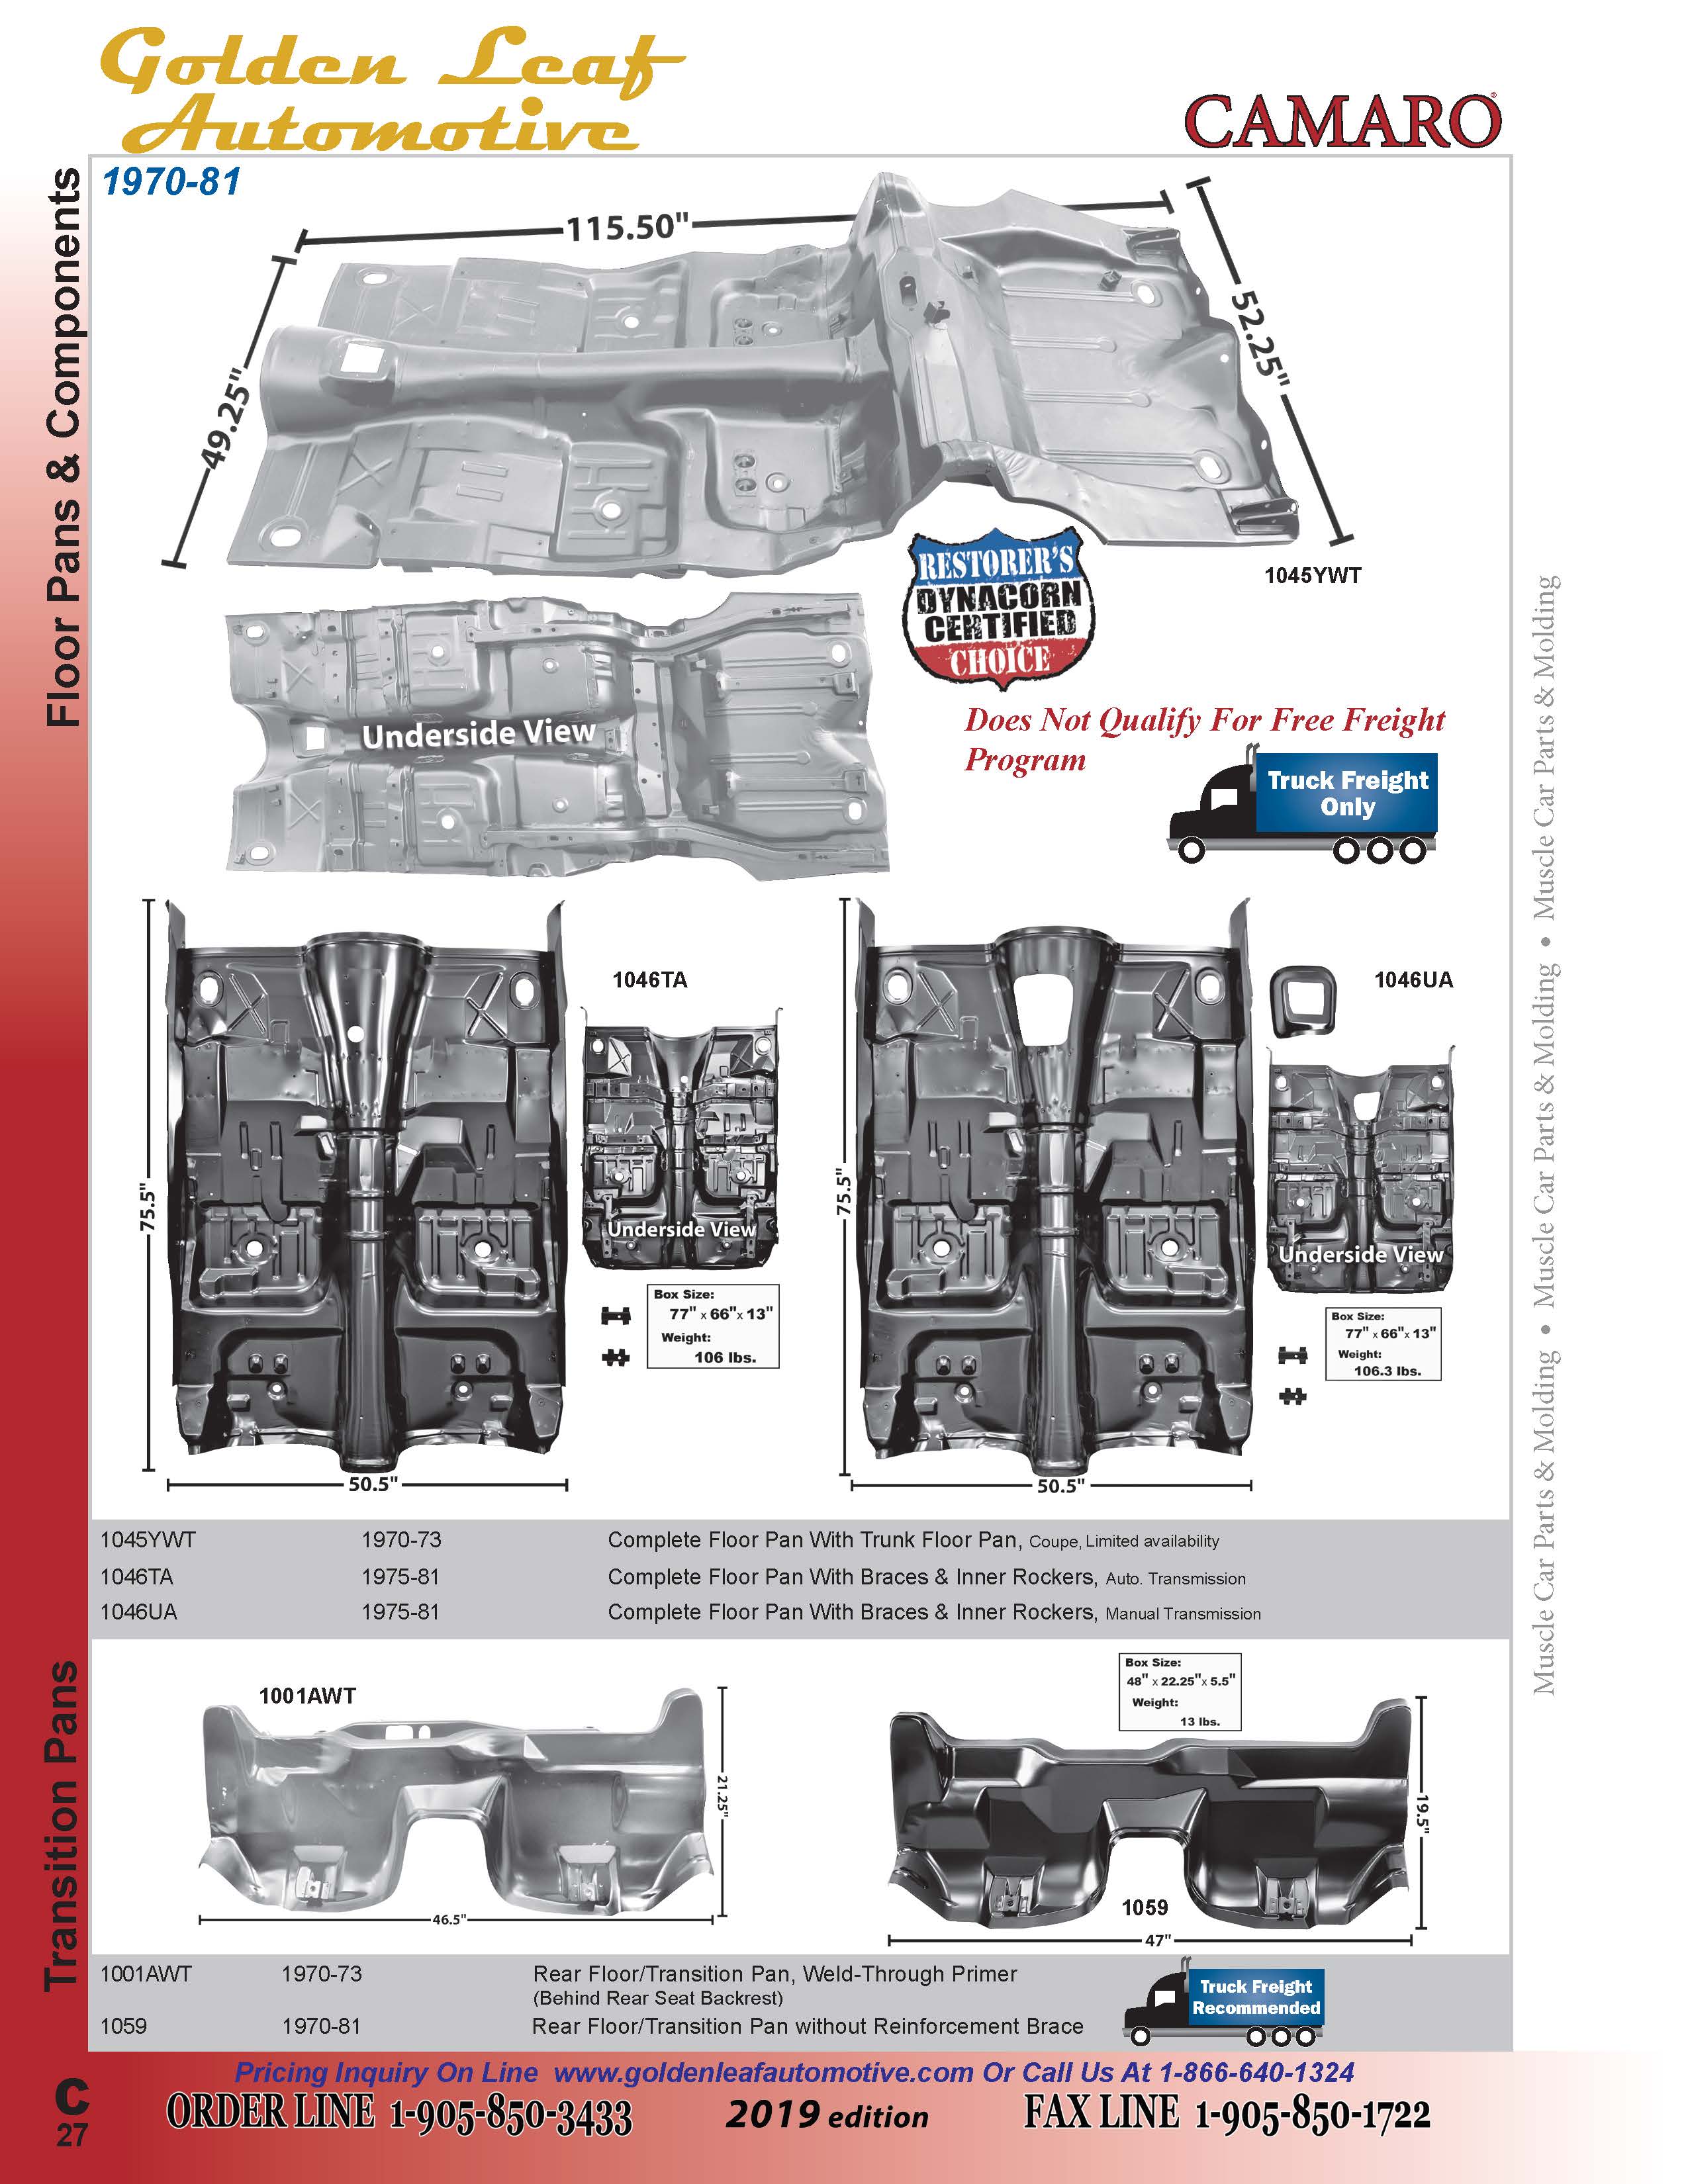 Golden Leaf
Automotive
CAMARO®
Floor Pans & Components
1970-81
115.50"
49.25"
52.25"
1045YWT
RESTORER'S
DYNACORN
CERTIFIED
CHOICE
Underside View
Does Not Qualify For Free Freight
Program
Truck Freight
Only
1046TA
75.5"
Underside View
Box Size:
77" x 66" x 13"
Weight:
106 lbs.
50.5"
1046UA
75.5"
Underside View
Box Size:
77" x 66" x 13"
Weight:
106.3 lbs.
50.5"
1045YWT 1970-73 Complete Floor Pan With Trunk Floor Pan, Coupe, Limited availability
1046TA 1975-81 Complete Floor Pan With Braces & Inner Rockers, Auto. Transmission
1046UA 1975-81 Complete Floor Pan With Braces & Inner Rockers, Manual Transmission
Transition Pans
1001AWT
21.25"
46.5"
Box Size:
48" x 22.25" x 5.5"
Weight:
13 lbs.
19.5"
1059
47"
1001AWT 1970-73 Rear Floor/Transition Pan, Weld-Through Primer
(Behind Rear Seat Backrest)
1059 1970-81 Rear Floor/Transition Pan without Reinforcement Brace
Truck Freight
Recommended
Muscle Car Parts & Molding • Muscle Car Parts & Molding • Muscle Car Parts & Molding
Pricing Inquiry On Line www.goldenleafautomotive.com Or Call Us At 1-866-640-1324
C
27
ORDER LINE 1-905-850-3433
2019 edition
FAX LINE 1-905-850-1722